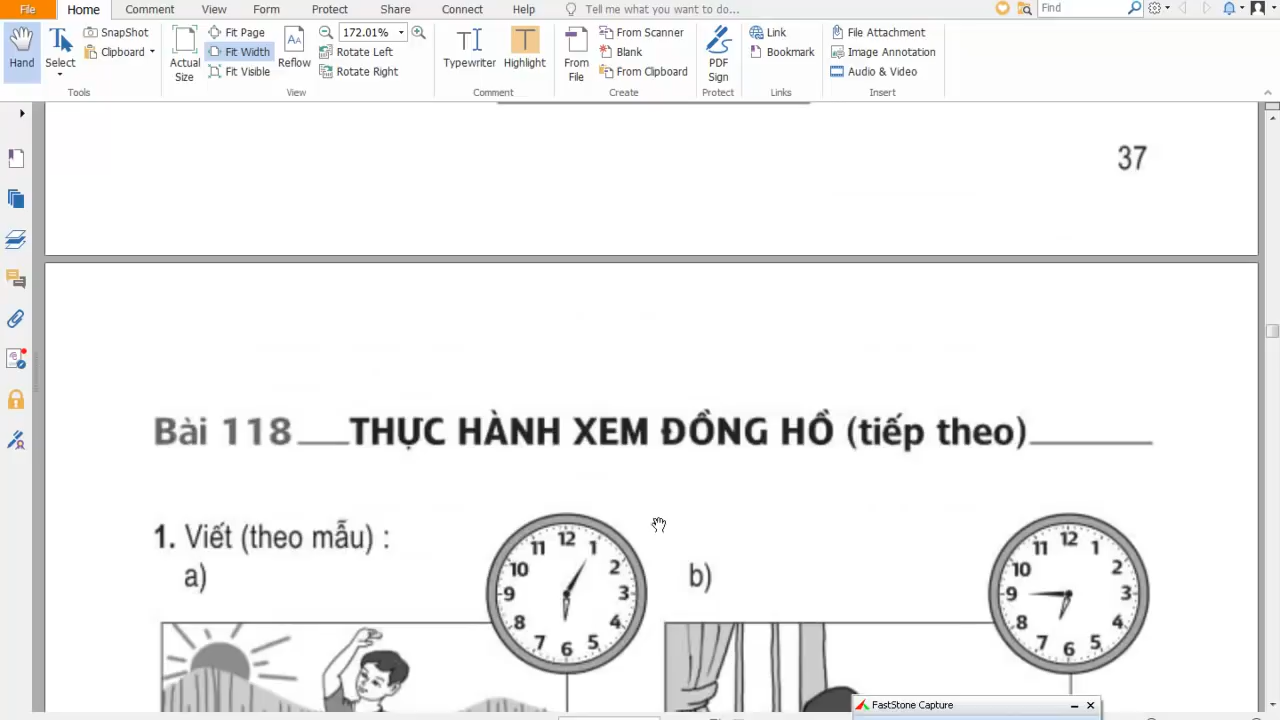 File Home Comment View Form Protect Share Connect Help Tell me what you want to do... Find
Hand Select SnapShot Clipboard Actual Size Fit Page Fit Width Fit Visible Reflow 172.01% Rotate Left Rotate Right Typewriter Highlight From File From Scanner Blank From Clipboard PDF Sign Link Bookmark File Attachment Image Annotation Audio & Video
Tools View Comment Create Protect Links Insert
37
Bài 118 THỰC HÀNH XEM ĐỒNG HỒ (tiếp theo)
1. Viết (theo mẫu) :
a)
12 1 2 3 4 5 6 7 8 9 10 11
b)
12 1 2 3 4 5 6 7 8 9 10 11
FastStone Capture